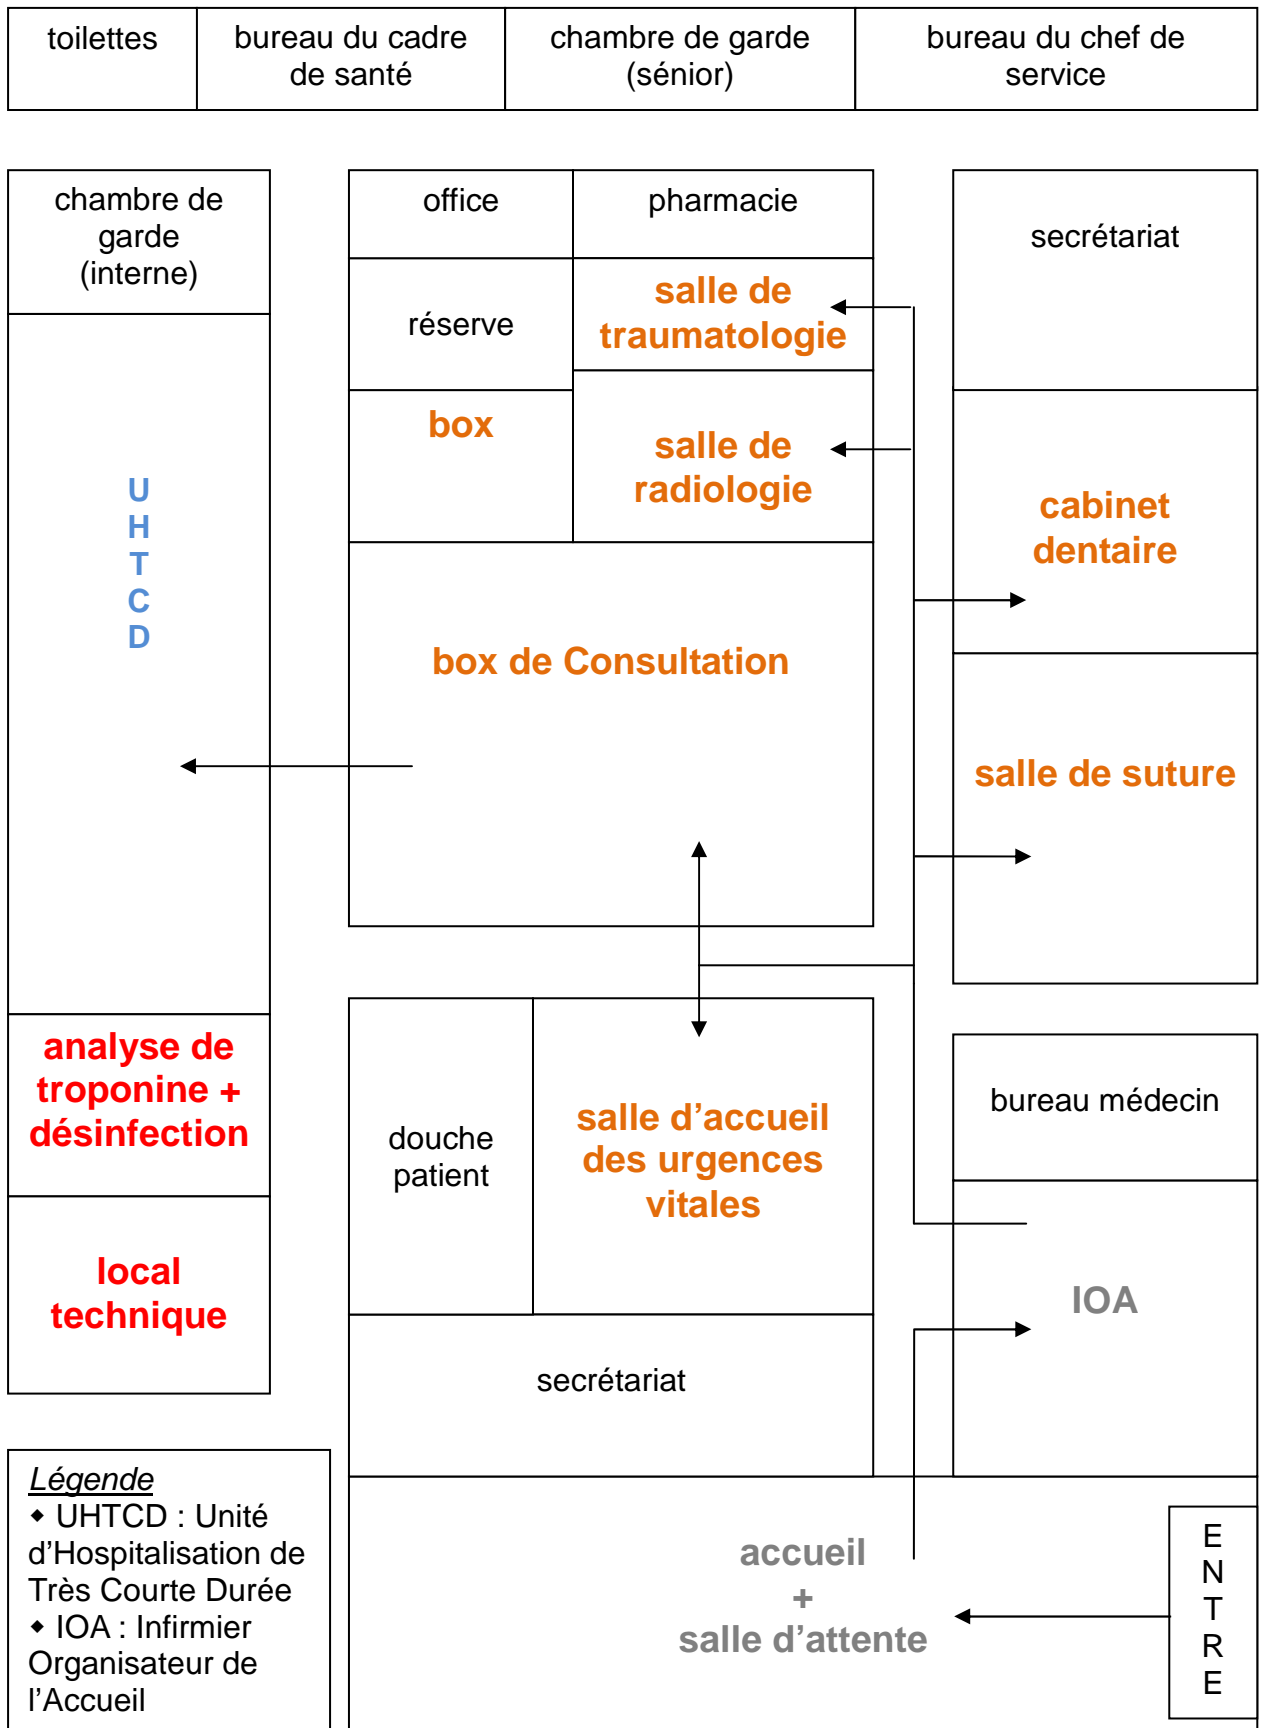 toilettes
bureau du cadre
de santé
chambre de garde
(sénior)
bureau du chef de
service
chambre de
garde
(interne)
office
pharmacie
secrétariat
réserve
salle de
traumatologie
box
salle de
radiologie
U
H
T
C
D
cabinet
dentaire
box de Consultation
salle de suture
analyse de
troponine +
désinfection
douche
patient
salle d’accueil
des urgences
vitales
bureau médecin
local
technique
IOA
secrétariat
Légende
◆ UHTCD : Unité
d’Hospitalisation de
Très Courte Durée
◆ IOA : Infirmier
Organisateur de
l’Accueil
accueil
+
salle d’attente
E
N
T
R
E